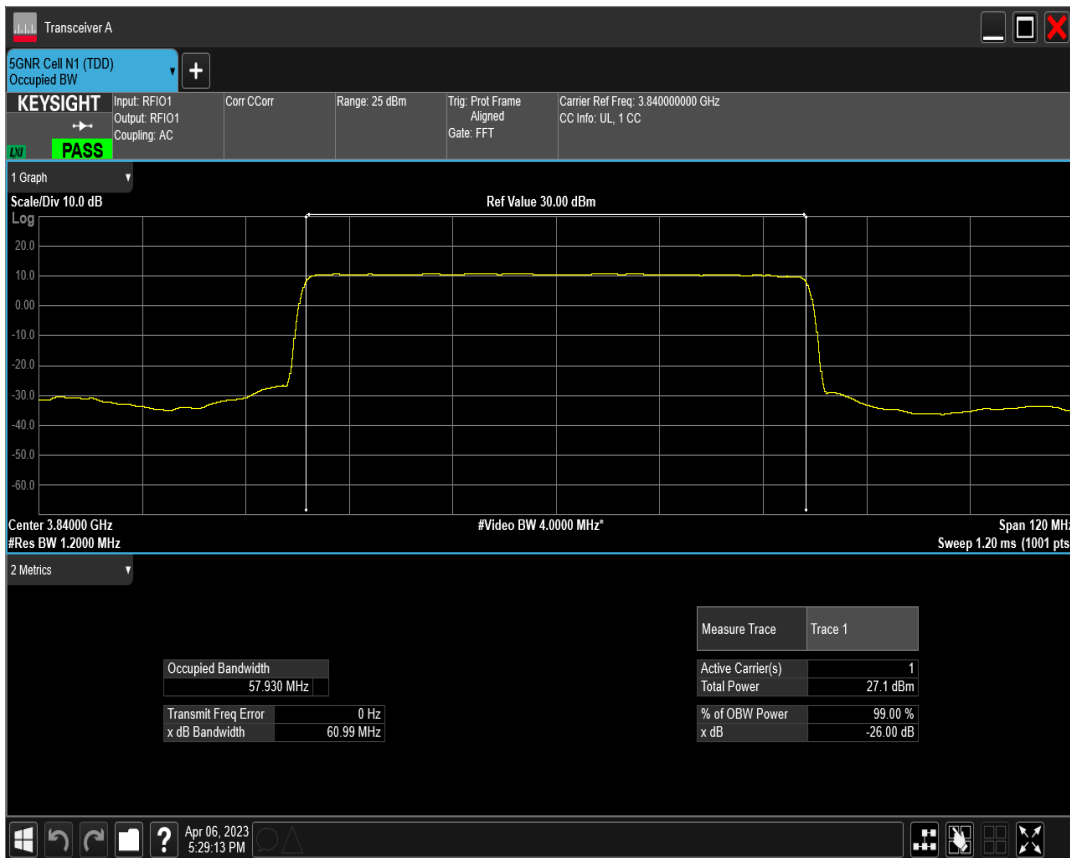 Transceiver A
5GNR Cell N1 (TDD)
Occupied BW
+
KEYSIGHT
LXI
PASS
Input: RFIO1
Output: RFIO1
Coupling: AC
Corr CCorr
Range: 25 dBm
Trig: Prot Frame
Aligned
Gate: FFT
Carrier Ref Freq: 3.840000000 GHz
CC Info: UL, 1 CC
1 Graph
Scale/Div 10.0 dB
Ref Value 30.00 dBm
Log
20.0
10.0
0.00
-10.0
-20.0
-30.0
-40.0
-50.0
-60.0
Center 3.84000 GHz
#Video BW 4.0000 MHz*
Span 120 MHz
#Res BW 1.2000 MHz
Sweep 1.20 ms (1001 pts
2 Metrics
Measure Trace Trace 1
Occupied Bandwidth
57.930 MHz
Active Carrier(s) 1
Total Power 27.1 dBm
Transmit Freq Error 0 Hz
x dB Bandwidth 60.99 MHz
% of OBW Power 99.00 %
x dB -26.00 dB
?
Apr 06, 2023
5:29:13 PM